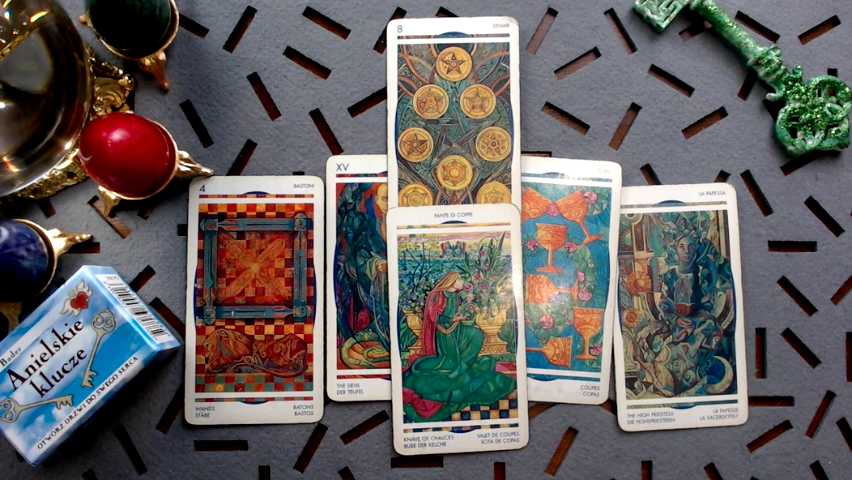 8
DENARI
4
BASTONI
XV
FANTE DI COPPE
LA PAPESSA
WANDS
STÄBE
BATONS
BASTOS
THE DEVIL
DER TEUFEL
KNAVE OF CHALICES
BUBE DER KELCHE
VALET DE COUPES
SOTA DE COPAS
COUPES
COPAS
THE HIGH PRIESTESS
DIE HOHEPRIESTERIN
LA PAPESSE
LA SACERDOTISA
Anielskie
klucze
OTWÓRZ DRZWI DO SWEGO SERCA